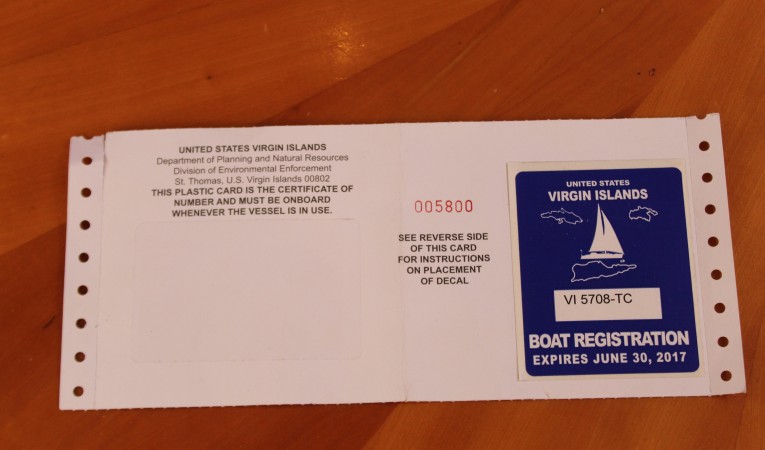 UNITED STATES VIRGIN ISLANDS
Department of Planning and Natural Resources
Division of Environmental Enforcement
St. Thomas, U.S. Virgin Islands 00802
THIS PLASTIC CARD IS THE CERTIFICATE OF
NUMBER AND MUST BE ONBOARD
WHENEVER THE VESSEL IS IN USE.
005800
SEE REVERSE SIDE
OF THIS CARD
FOR INSTRUCTIONS
ON PLACEMENT
OF DECAL
UNITED STATES
VIRGIN ISLANDS
VI 5708-TC
BOAT REGISTRATION
EXPIRES JUNE 30, 2017